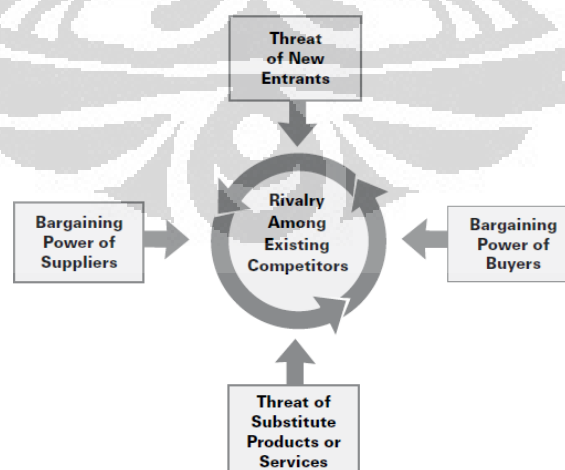 Threat
of New
Entrants
Rivalry
Among
Existing
Competitors
Bargaining
Power of
Suppliers
Bargaining
Power of
Buyers
Threat of
Substitute
Products or
Services